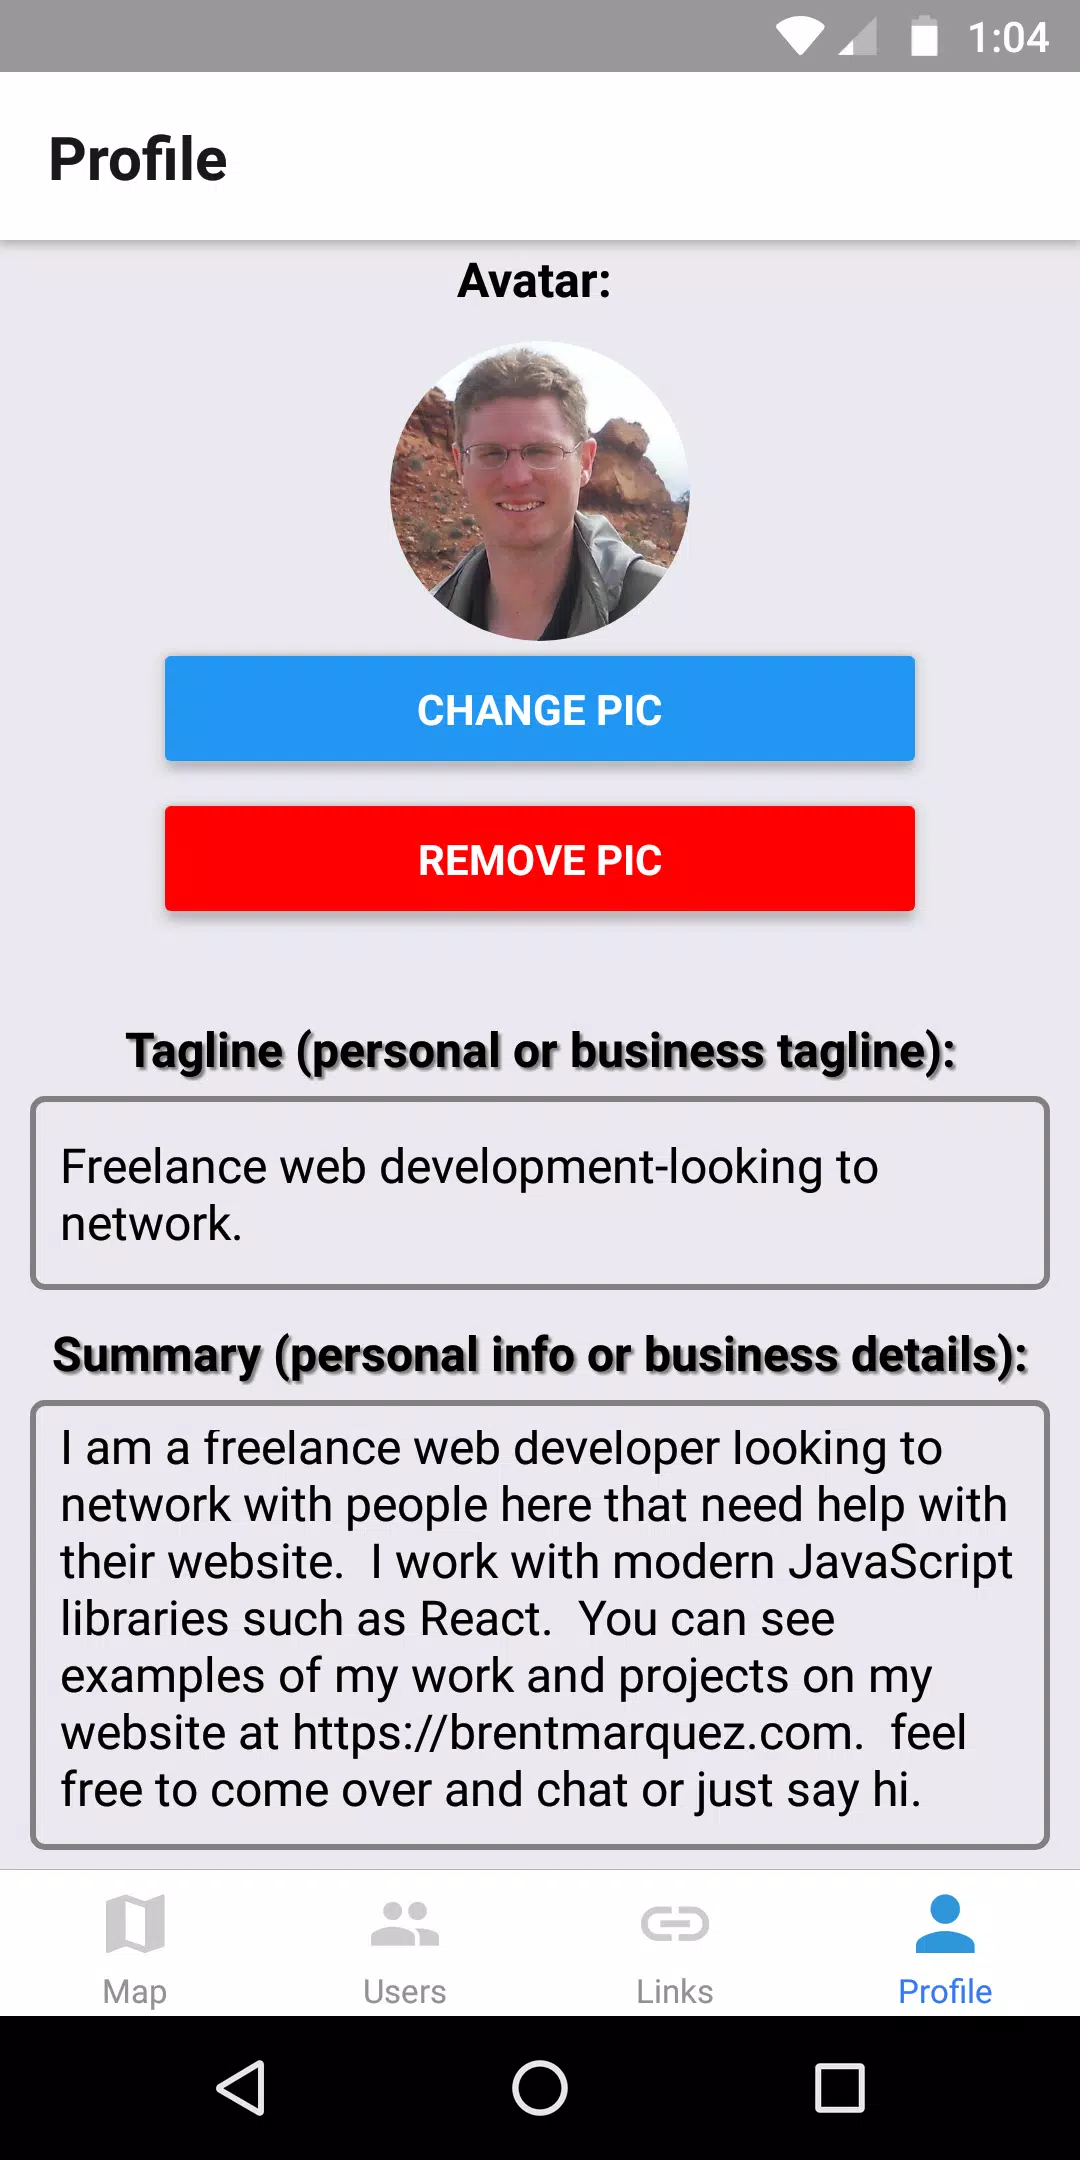 1:04
Profile
Avatar:
CHANGE PIC
REMOVE PIC
Tagline (personal or business tagline):
Freelance web development-looking to
network.
Summary (personal info or business details):
I am a freelance web developer looking to
network with people here that need help with
their website.  I work with modern JavaScript
libraries such as React.  You can see
examples of my work and projects on my
website at https://brentmarquez.com.  feel
free to come over and chat or just say hi.
Map
Users
Links
Profile